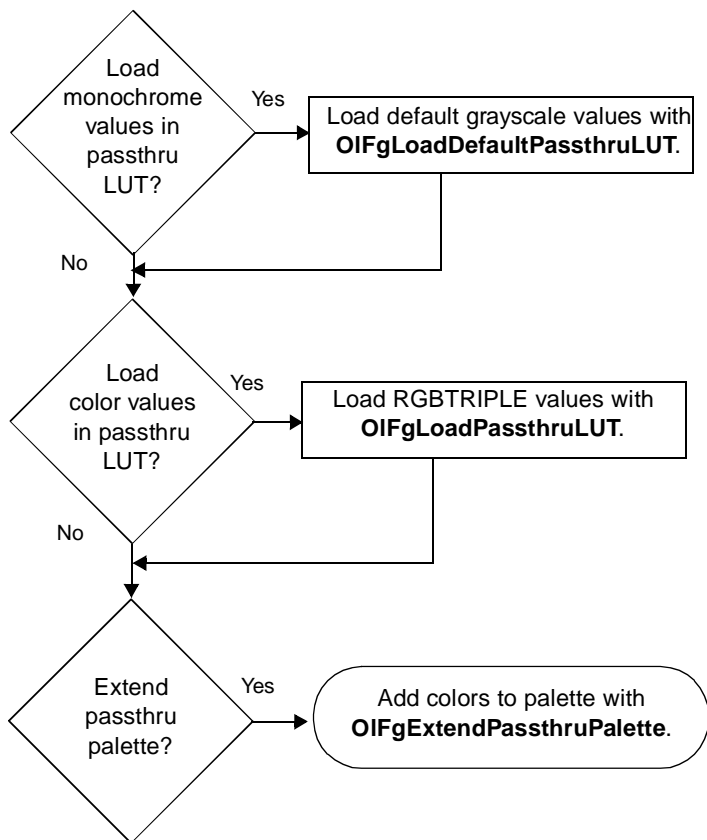 Load
monochrome
values in
passthru
LUT?
Yes
Load default grayscale values with
OlFgLoadDefaultPassthruLUT.
No
Load
color values
in passthru
LUT?
Yes
Load RGBTRIPLE values with
OlFgLoadPassthruLUT.
No
Extend
passthru
palette?
Yes
Add colors to palette with
OlFgExtendPassthruPalette.